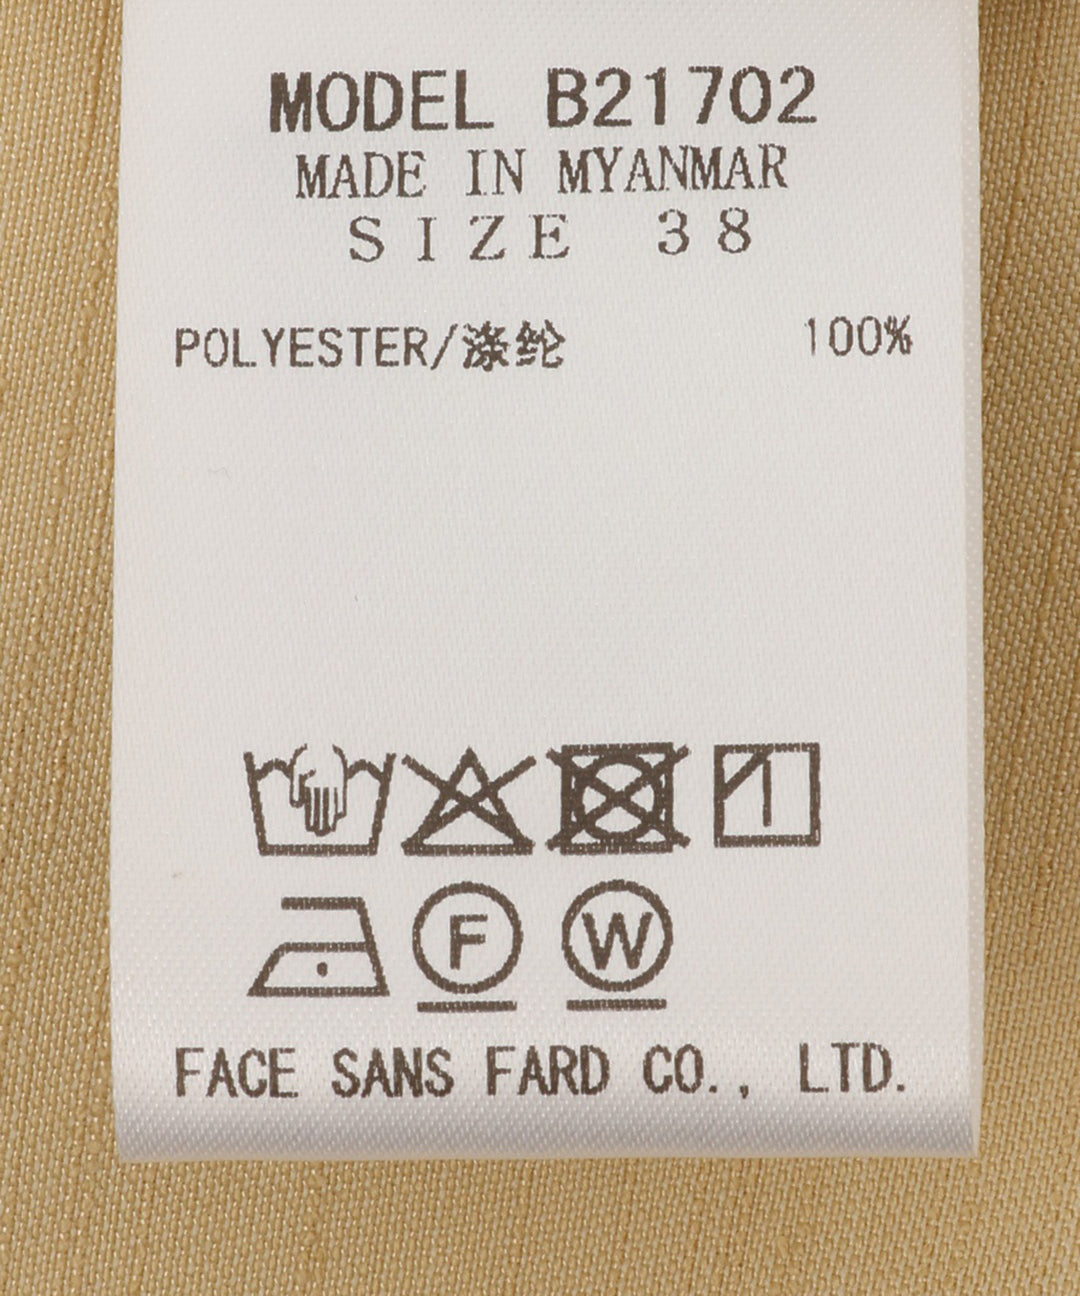 MODEL B21702
MADE IN MYANMAR
SIZE 38
POLYESTER/涤纶 100%
F W
FACE SANS FARD CO., LTD.